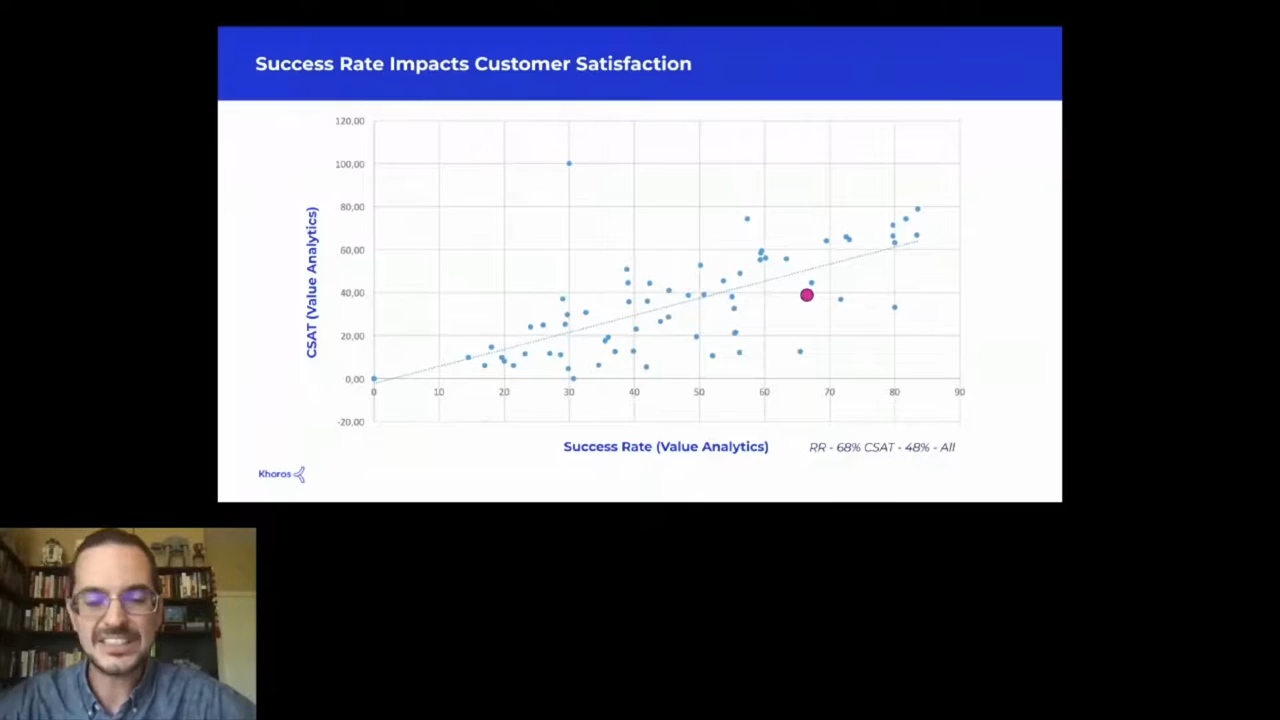 Success Rate Impacts Customer Satisfaction
120,00
100,00
80,00
60,00
40,00
20,00
0,00
-20,00
CSAT (Value Analytics)
0 10 20 30 40 50 60 70 80 90
Success Rate (Value Analytics)
RR - 68% CSAT - 48% - All
Khoros